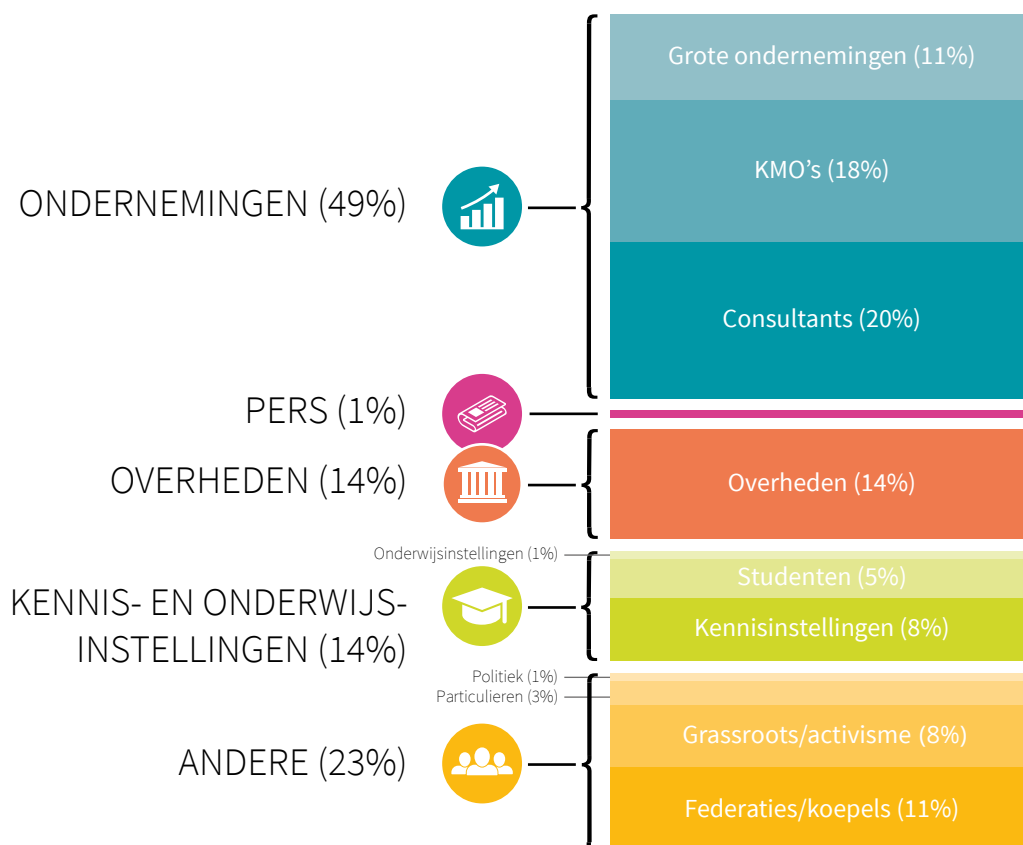 Grote ondernemingen (11%)
KMO's (18%)
ONDERNEMINGEN (49%)
Consultants (20%)
PERS (1%)
OVERHEDEN (14%)
Overheden (14%)
Onderwijsinstellingen (1%)
Studenten (5%)
KENNIS- EN ONDERWIJS-
INSTELLINGEN (14%)
Kennisinstellingen (8%)
Politiek (1%)
Particulieren (3%)
Grassroots/activisme (8%)
ANDERE (23%)
Federaties/koepels (11%)